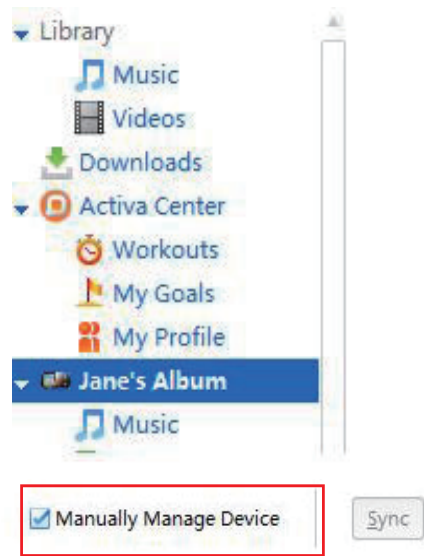 Library
Music
Videos
Downloads
Activa Center
Workouts
My Goals
My Profile
Jane's Album
Music
Manually Manage Device
Sync